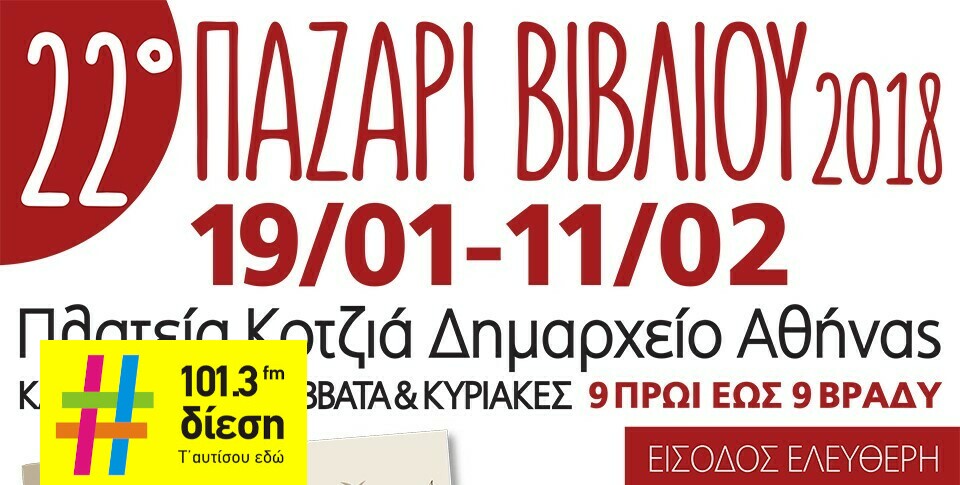 22° ΠΑΖΑΡΙ ΒΙΒΛΙΟΥ 2018
19/01-11/02
Πλατεία Κοτζιά Δημαρχείο Αθήνας
ΣΑΒΒΑΤΑ & ΚΥΡΙΑΚΕΣ 9 ΠΡΩΙ ΕΩΣ 9 ΒΡΑΔΥ
101.3 fm
δίεση
Τ΄αυτίσου εδώ
ΕΙΣΟΔΟΣ ΕΛΕΥΘΕΡΗ